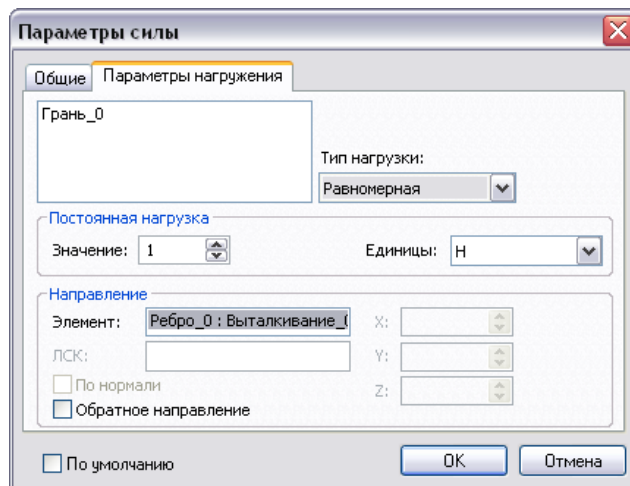 Параметры силы
Общие Параметры нагружения
Грань_0
Тип нагрузки:
Равномерная
Постоянная нагрузка
Значение: 1 Единицы: Н
Направление
Элемент: Ребро_0 : Выталкивание_ X:
ЛСК: Y:
По нормали Z:
Обратное направление
По умолчанию OK Отмена